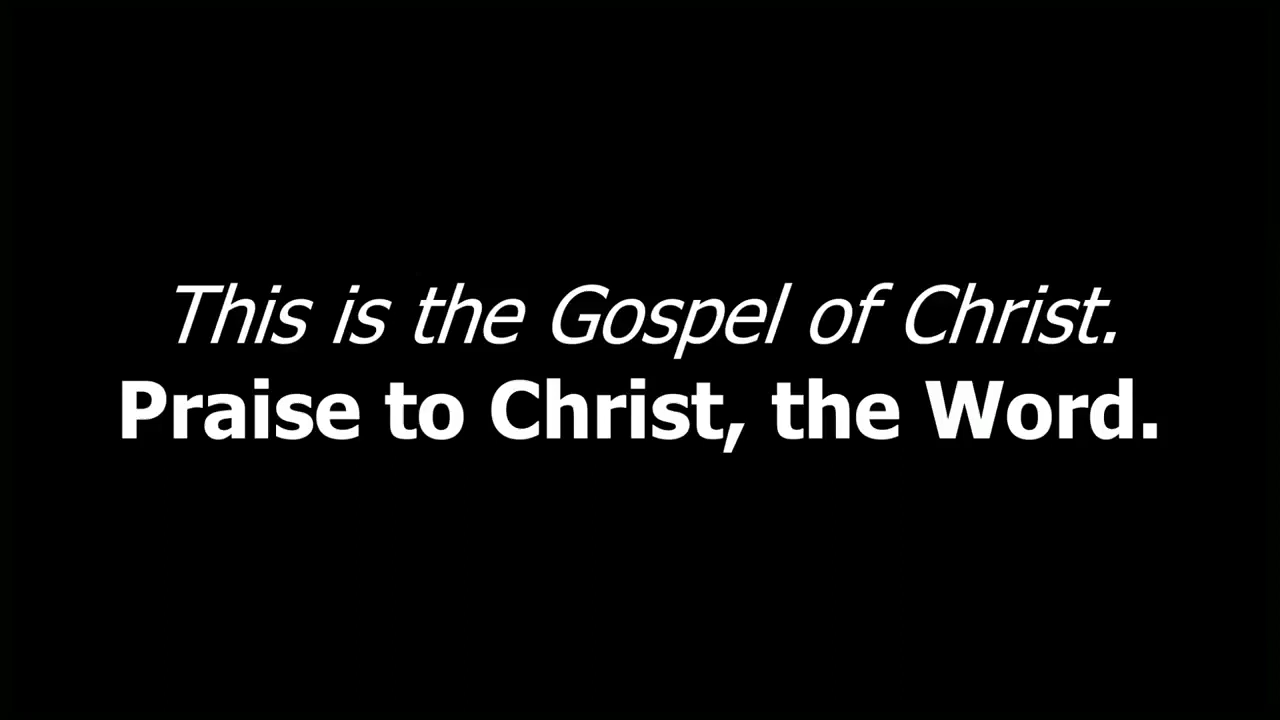 This is the Gospel of Christ.
Praise to Christ, the Word.